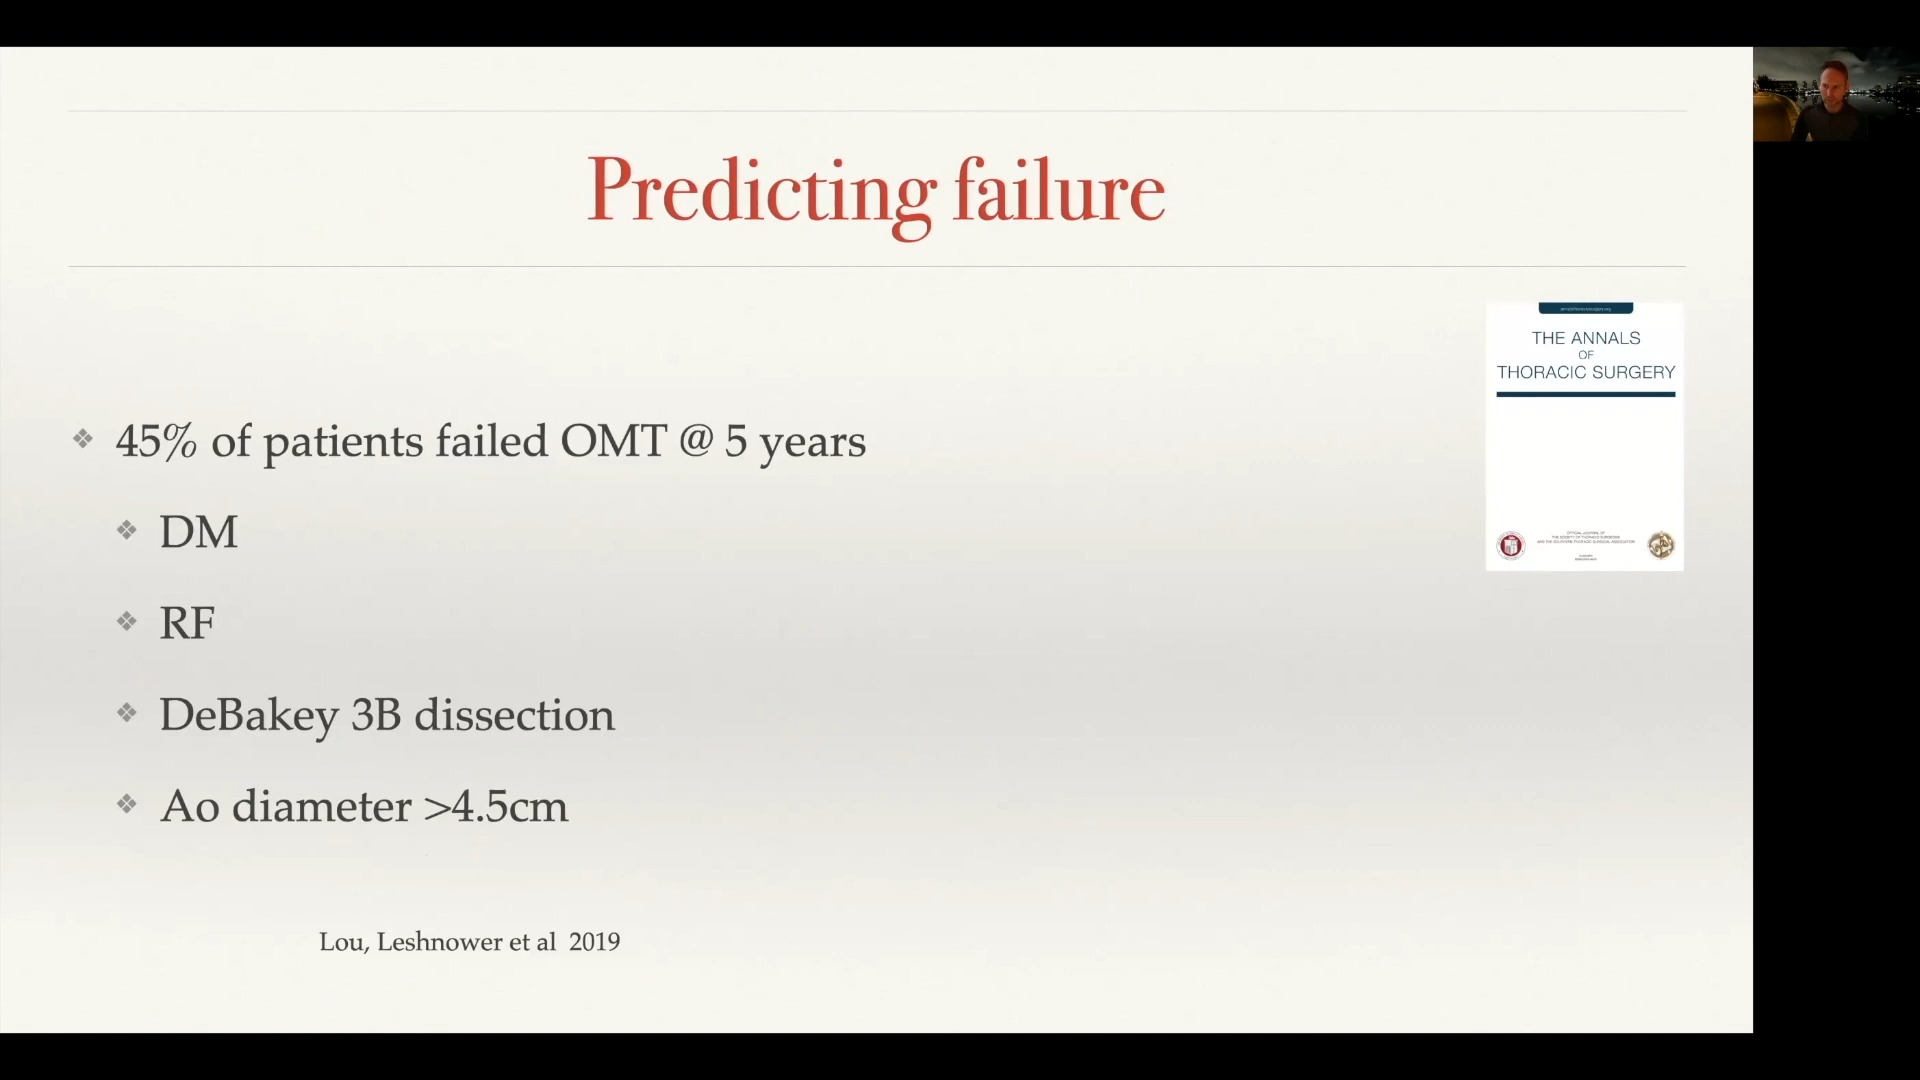 Predicting failure
THE ANNALS
OF
THORACIC SURGERY
❖ 45% of patients failed OMT @ 5 years
❖ DM
❖ RF
❖ DeBakey 3B dissection
❖ Ao diameter >4.5cm
Lou, Leshnower et al 2019